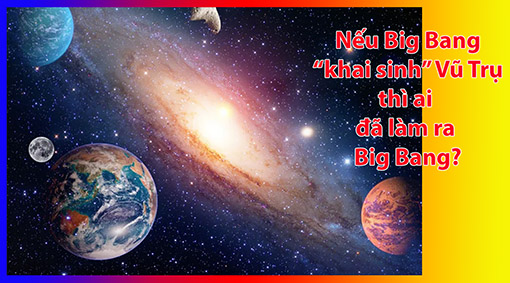 Nếu Big Bang
“khai sinh” Vũ Trụ
thì ai
đã làm ra
Big Bang?